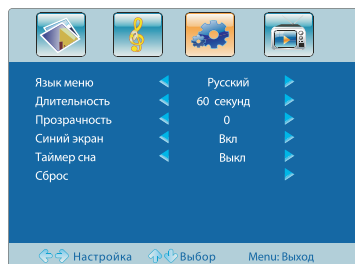 Язык меню Русский
Длительность 60 секунд
Прозрачность 0
Синий экран Вкл
Таймер сна Выкл
Сброс
Настройка Выбор Menu: Выход